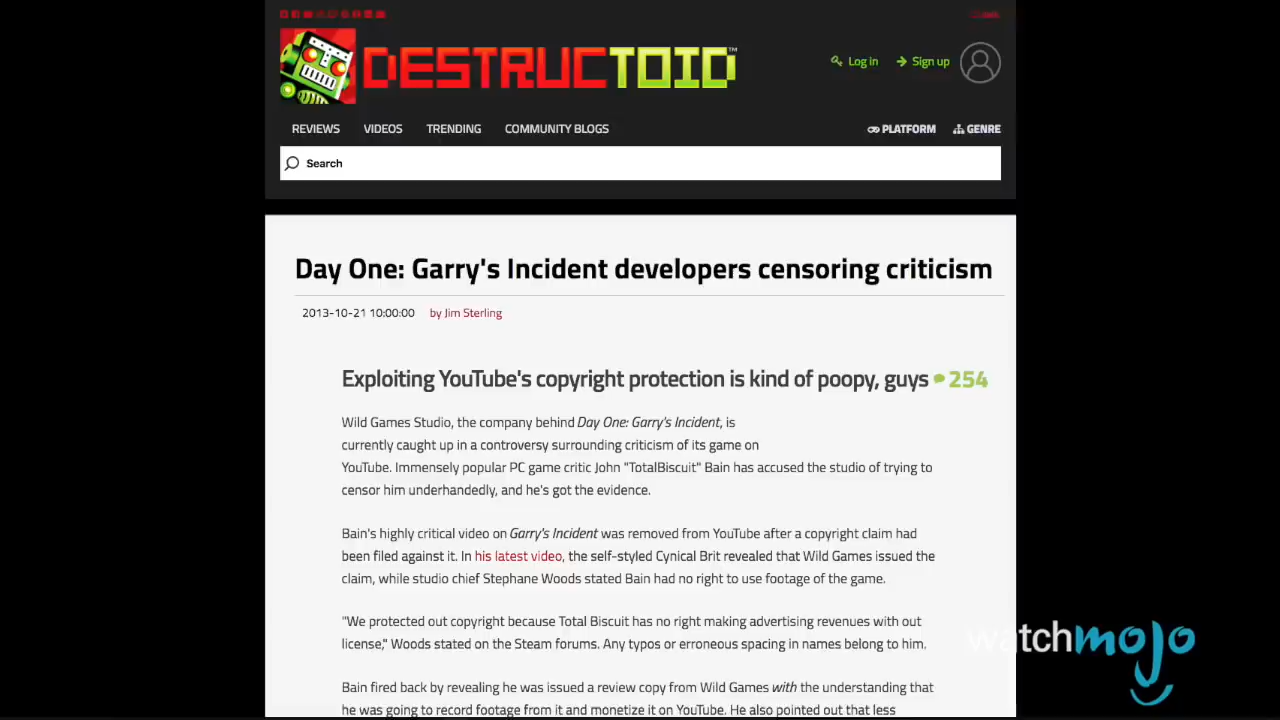 DESTRUCTOID™
Log in
Sign up
REVIEWS
VIDEOS
TRENDING
COMMUNITY BLOGS
PLATFORM
GENRE
Search
Day One: Garry's Incident developers censoring criticism
2013-10-21 10:00:00 by Jim Sterling
Exploiting YouTube's copyright protection is kind of poopy, guys 254
Wild Games Studio, the company behind Day One: Garry's Incident, is
currently caught up in a controversy surrounding criticism of its game on
YouTube. Immensely popular PC game critic John "TotalBiscuit" Bain has accused the studio of trying to
censor him underhandedly, and he's got the evidence.
Bain's highly critical video on Garry's Incident was removed from YouTube after a copyright claim had
been filed against it. In his latest video, the self-styled Cynical Brit revealed that Wild Games issued the
claim, while studio chief Stephane Woods stated Bain had no right to use footage of the game.
"We protected out copyright because Total Biscuit has no right making advertising revenues with out
license," Woods stated on the Steam forums. Any typos or erroneous spacing in names belong to him.
Bain fired back by revealing he was issued a review copy from Wild Games with the understanding that
he was going to record footage from it and monetize it on YouTube. He also pointed out that less
watchmojo